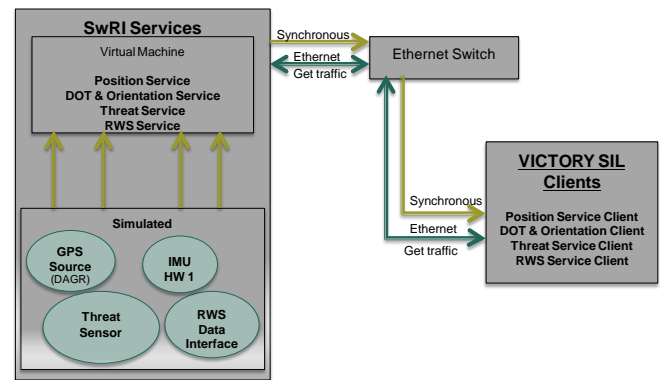 SwRI Services
Virtual Machine
Position Service
DOT & Orientation Service
Threat Service
RWS Service
Synchronous
Ethernet
Get traffic
Ethernet Switch
Simulated
GPS
Source
(DAGR)
IMU
HW 1
Threat
Sensor
RWS
Data
Interface
Synchronous
Ethernet
Get traffic
VICTORY SIL
Clients
Position Service Client
DOT & Orientation Client
Threat Service Client
RWS Service Client